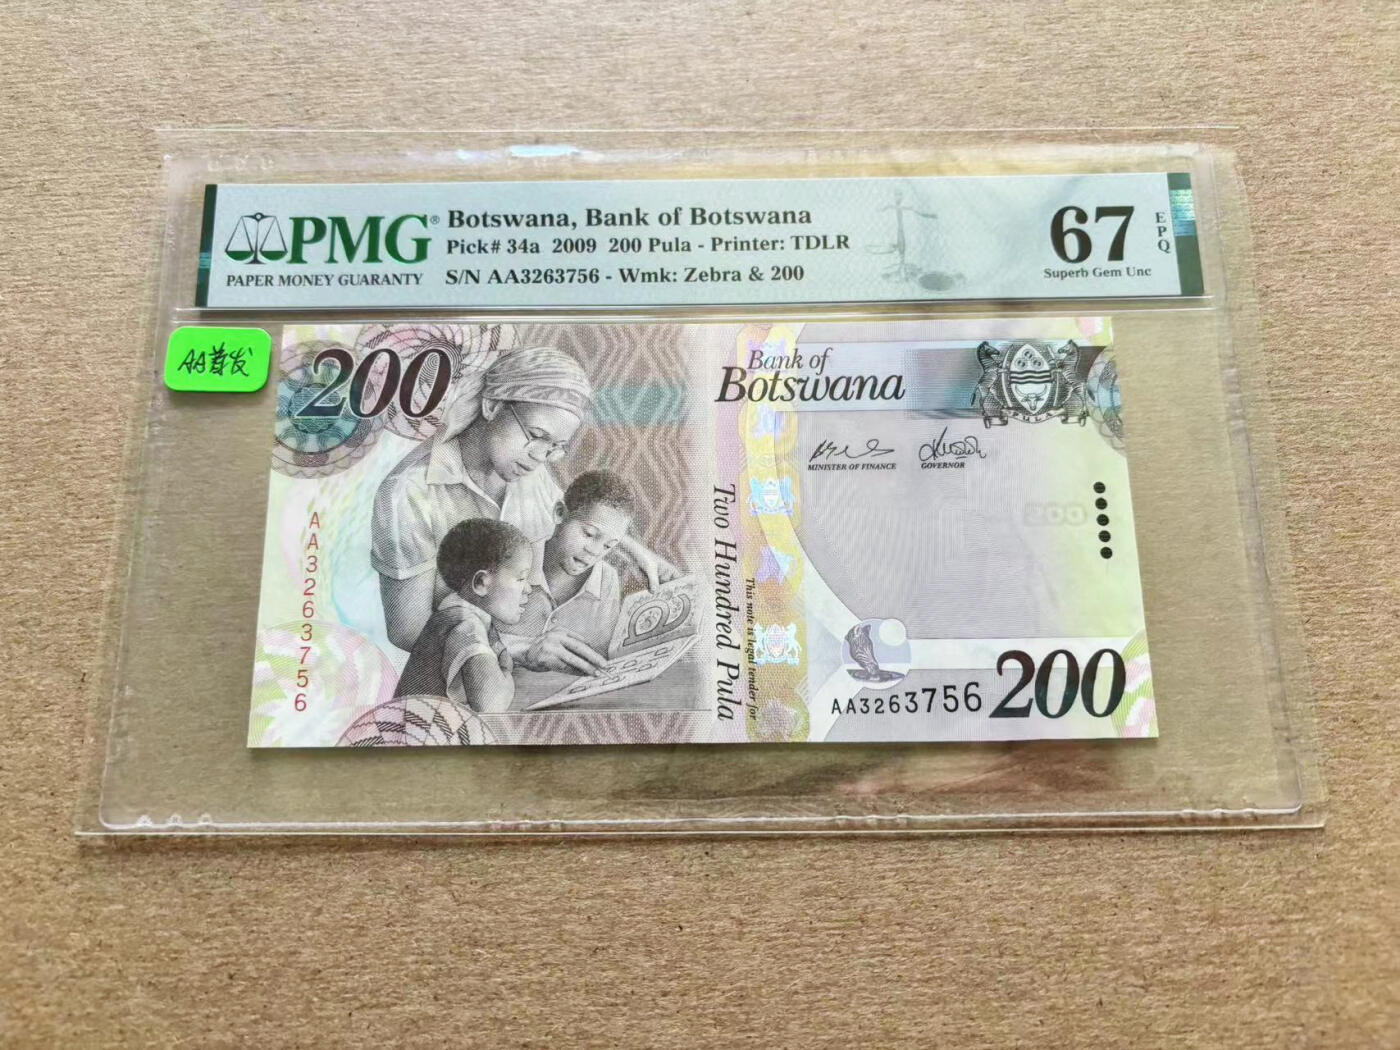 PMG®
PAPER MONEY GUARANTY
Botswana, Bank of Botswana
Pick# 34a 2009 200 Pula - Printer: TDLR
S/N AA3263756 - Wmk: Zebra & 200
67
EPQ
Superb Gem Unc
AA首发
200
Bank of
Botswana
PULA
MINISTER OF FINANCE
GOVERNOR
AA3263756
Two Hundred Pula
This note is legal tender for
200
AA3263756
200